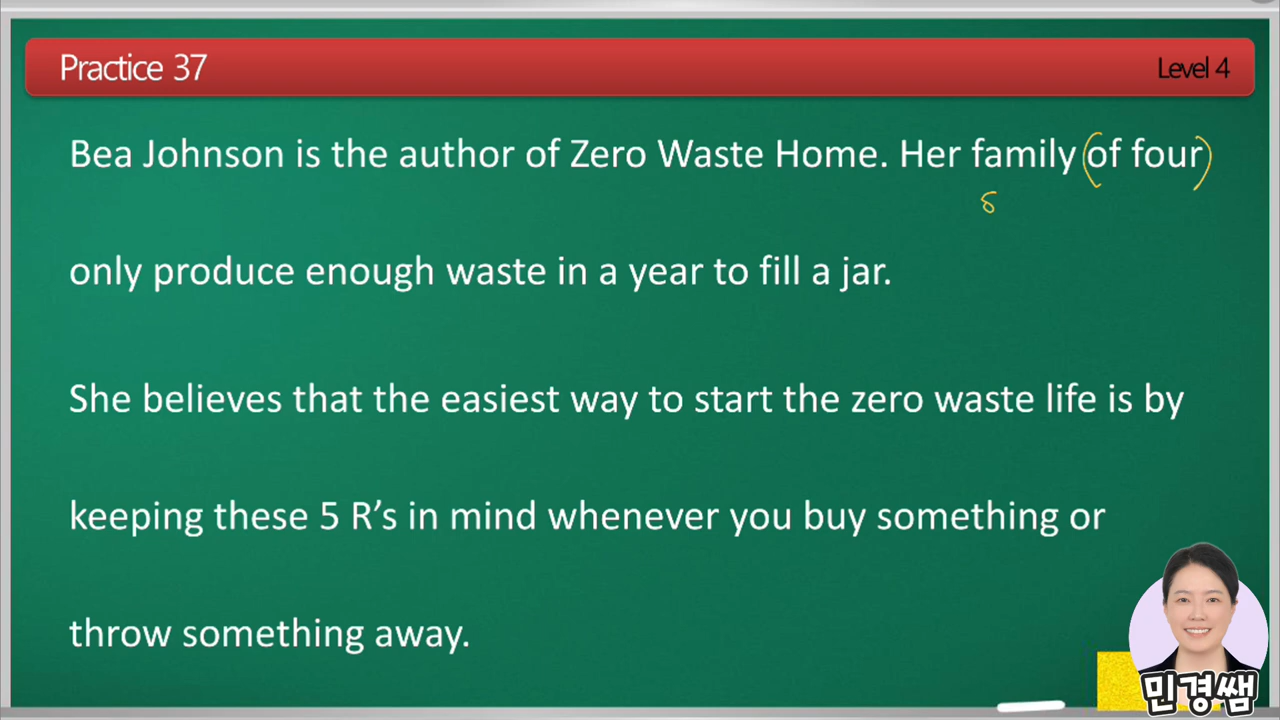 Practice 37
Level 4
Bea Johnson is the author of Zero Waste Home. Her family (of four)
only produce enough waste in a year to fill a jar.
She believes that the easiest way to start the zero waste life is by
keeping these 5 R’s in mind whenever you buy something or
throw something away.
민경쌤